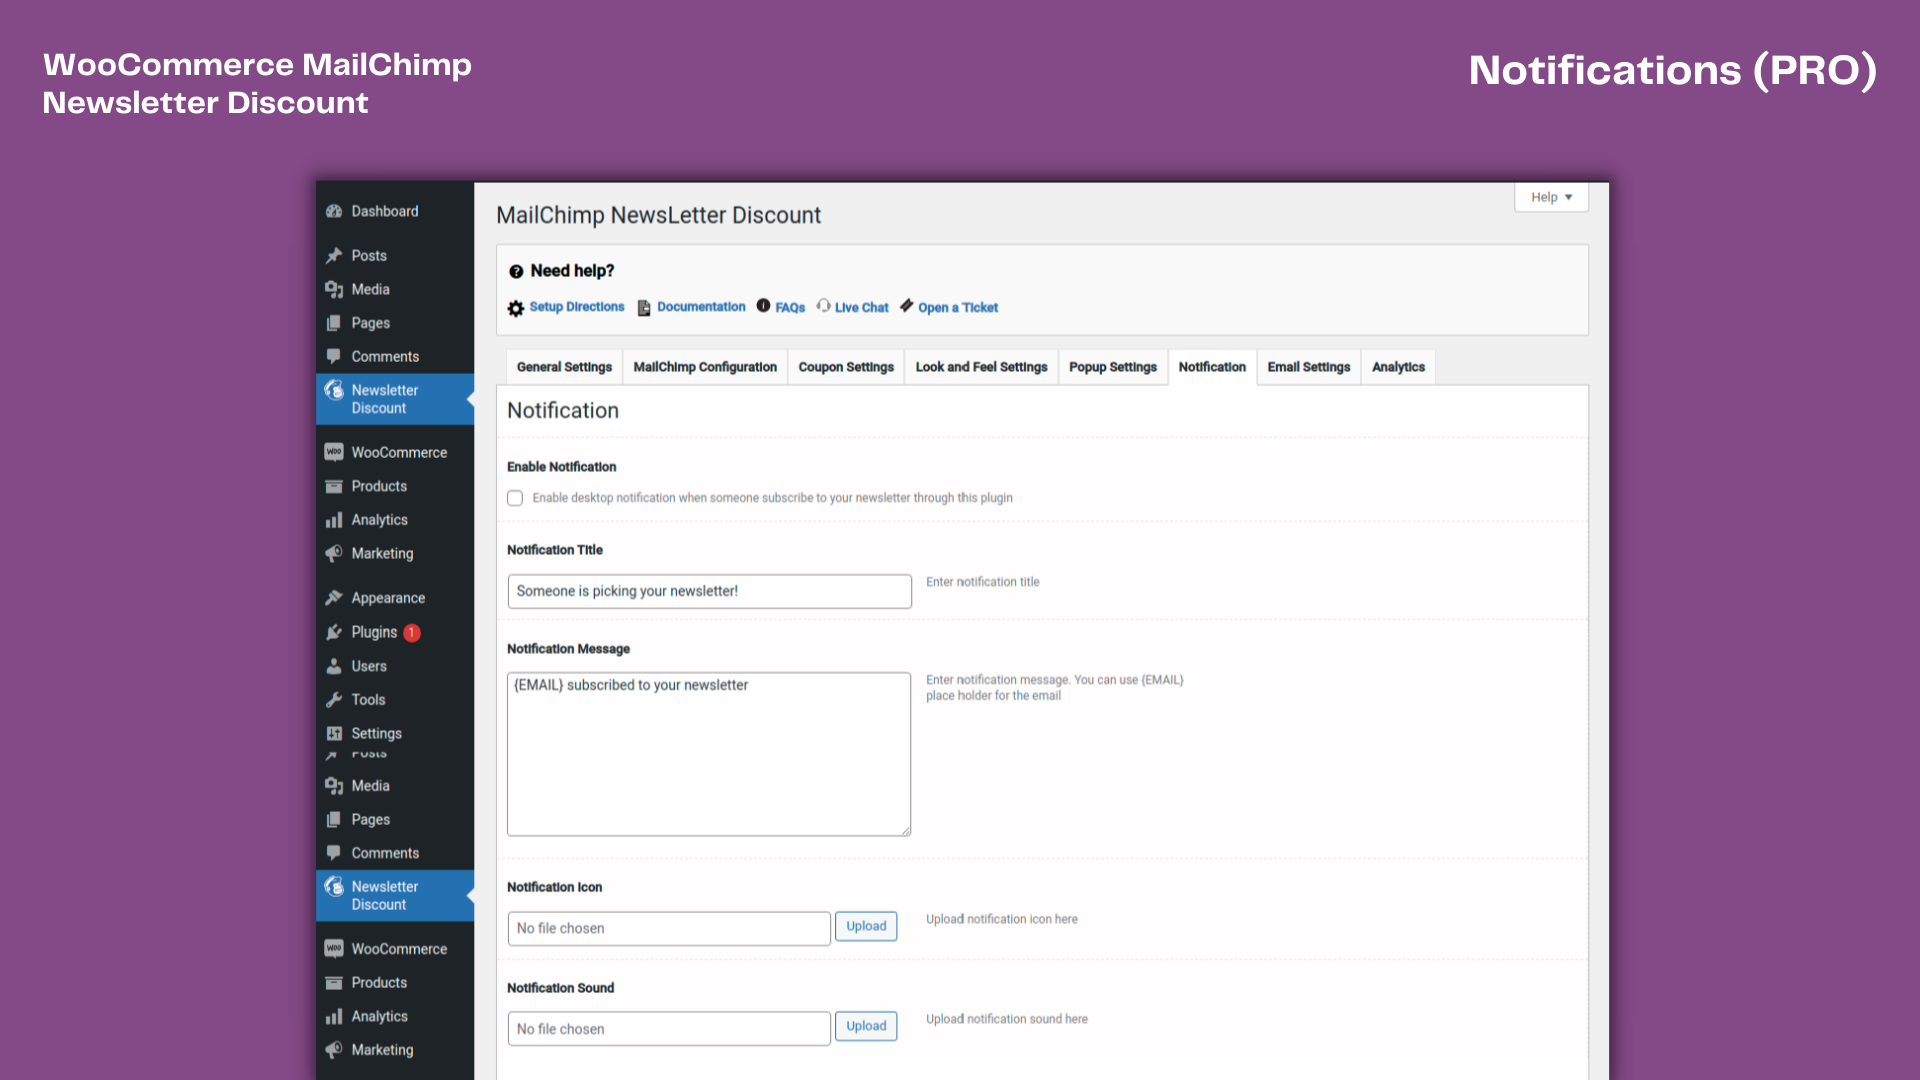 WooCommerce MailChimp
Newsletter Discount
Notifications (PRO)
Dashboard
Posts
Media
Pages
Comments
Newsletter
Discount
WooCommerce
Products
Analytics
Marketing
Appearance
Plugins 1
Users
Tools
Settings
Posts
Media
Pages
Comments
Newsletter
Discount
WooCommerce
Products
Analytics
Marketing
Help
MailChimp NewsLetter Discount
Need help?
Setup Directions Documentation FAQs Live Chat Open a Ticket
General Settings MailChimp Configuration Coupon Settings Look and Feel Settings Popup Settings Notification Email Settings Analytics
Notification
Enable Notification
Enable desktop notification when someone subscribe to your newsletter through this plugin
Notification Title
Someone is picking your newsletter!
Enter notification title
Notification Message
{EMAIL} subscribed to your newsletter
Enter notification message. You can use {EMAIL}
place holder for the email
Notification Icon
No file chosen
Upload
Upload notification icon here
Notification Sound
No file chosen
Upload
Upload notification sound here